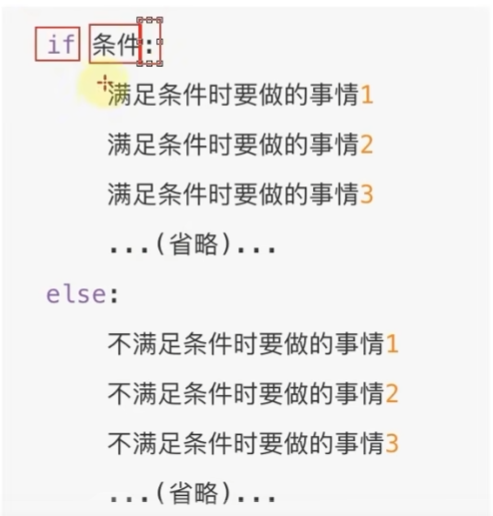 if 条件:
满足条件时要做的事情1
满足条件时要做的事情2
满足条件时要做的事情3
...(省略)...
else:
不满足条件时要做的事情1
不满足条件时要做的事情2
不满足条件时要做的事情3
...(省略)...